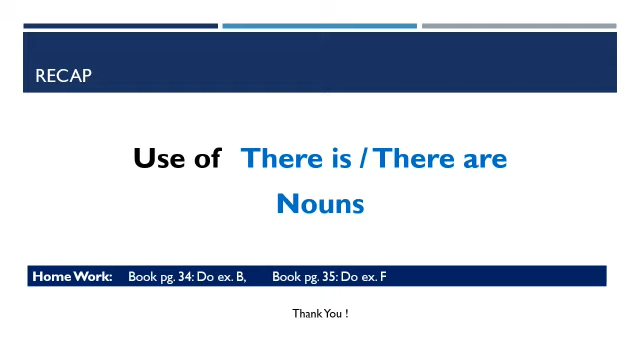 RECAP
Use of There is / There are
Nouns
Home Work: Book pg. 34: Do ex. B, Book pg. 35: Do ex. F
Thank You !